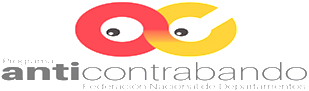 Programa
anticontrabando
Federación Nacional de Departamentos